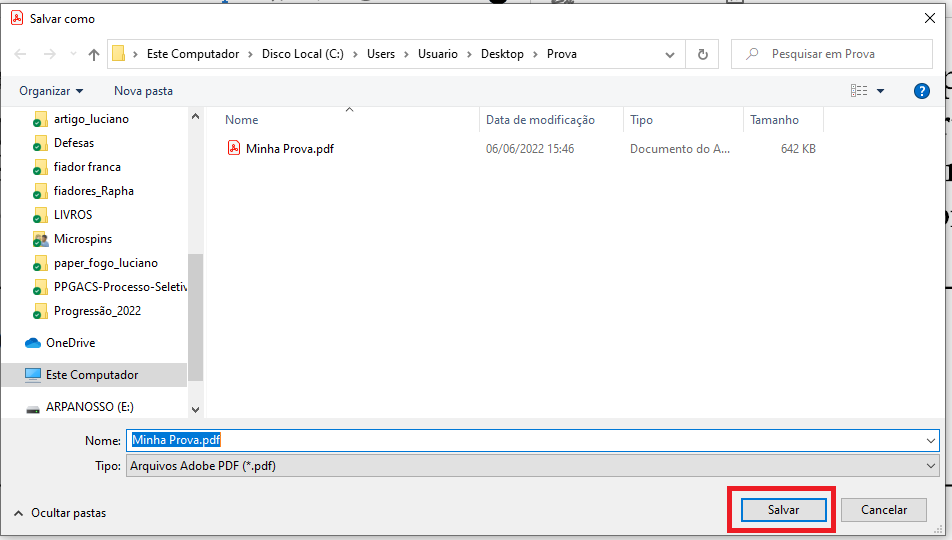 Salvar como
Este Computador > Disco Local (C:) > Users > Usuario > Desktop > Prova
Pesquisar em Prova
Organizar Nova pasta
?
Nome Data de modificação Tipo Tamanho
Minha Prova.pdf 06/06/2022 15:46 Documento do A... 642 KB
artigo_luciano
Defesas
fiador franca
fiadores_Rapha
LIVROS
Microspins
paper_fogo_luciano
PPGACS-Processo-Seletiv
Progressão_2022
OneDrive
Este Computador
ARPANOSSO (E:)
Nome: Minha Prova.pdf
Tipo: Arquivos Adobe PDF (*.pdf)
Ocultar pastas
Salvar Cancelar